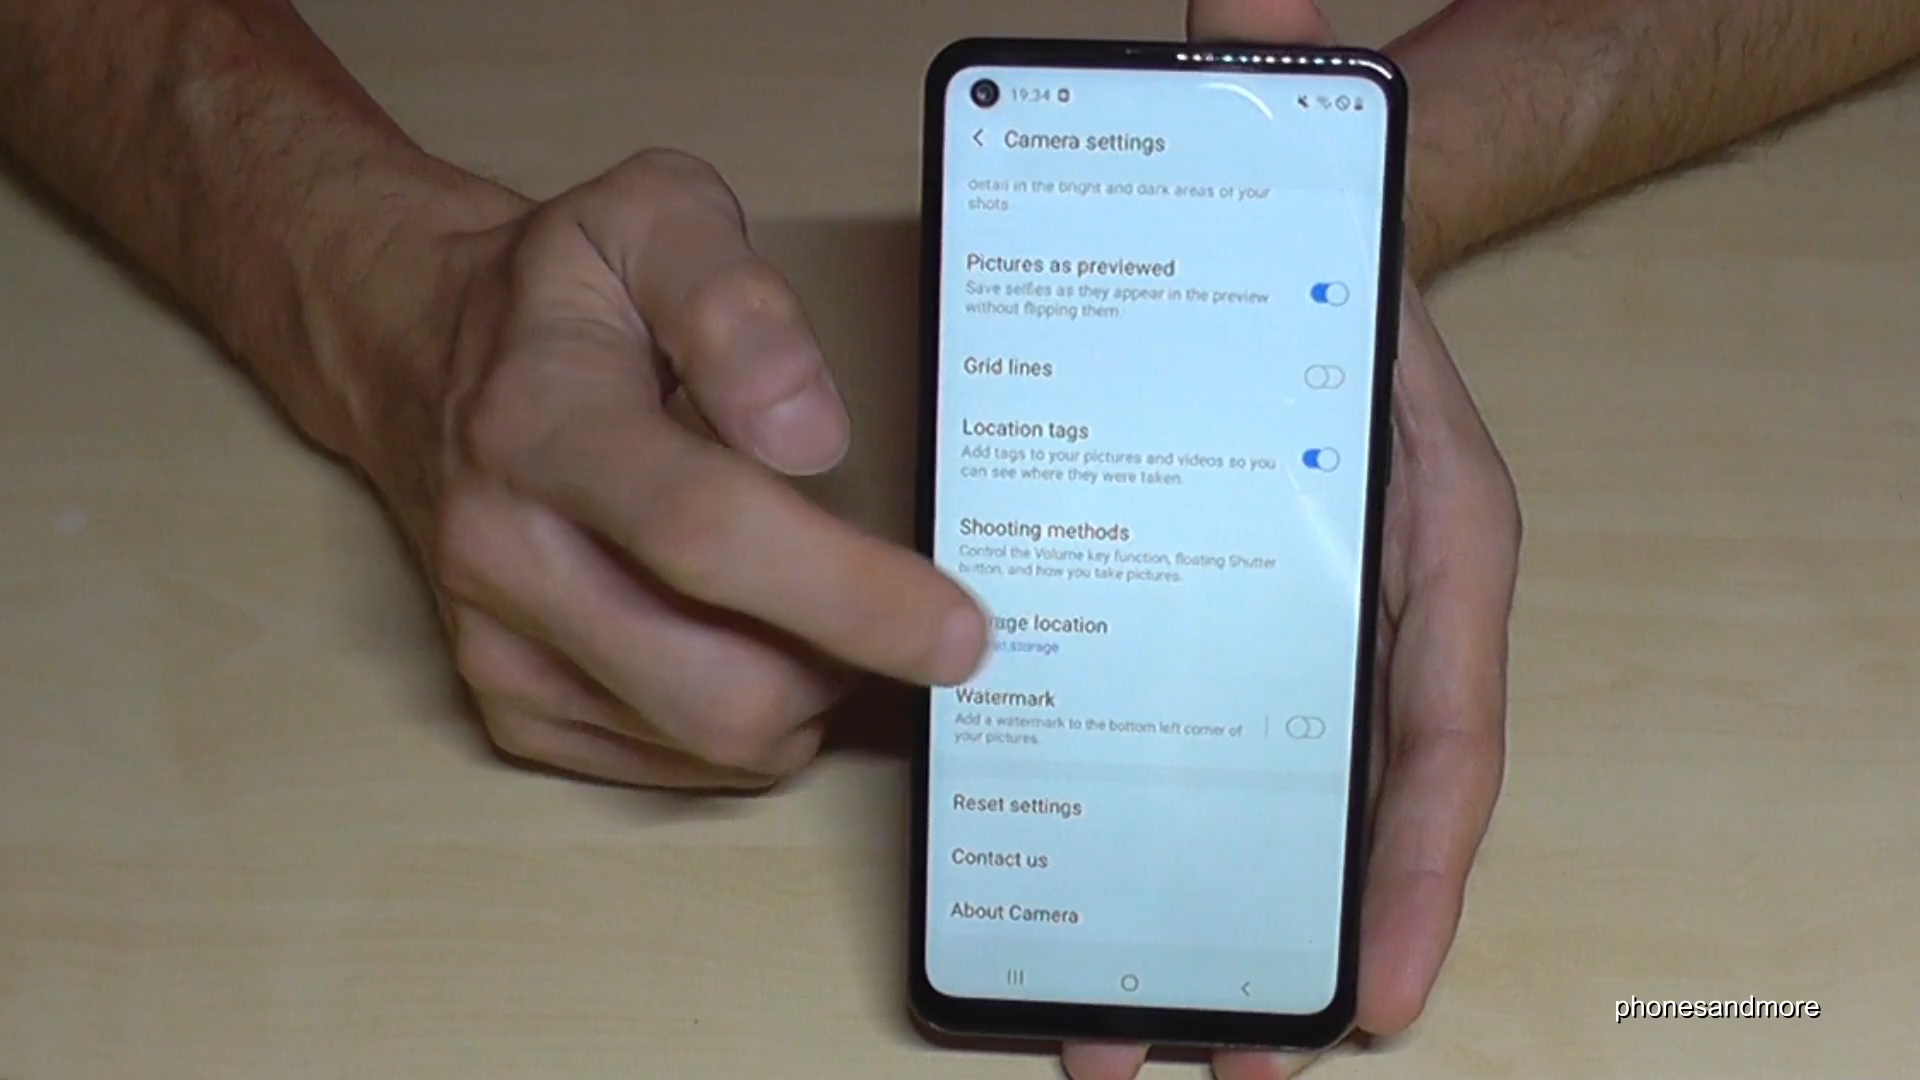 19:34
Camera settings
detail in the bright and dark areas of your
shots.
Pictures as previewed
Save selfies as they appear in the preview
without flipping them.
Grid lines
Location tags
Add tags to your pictures and videos so you
can see where they were taken.
Shooting methods
Control the Volume key function, floating Shutter
button, and how you take pictures.
location
storage
Watermark
Add a watermark to the bottom left corner of
your pictures.
Reset settings
Contact us
About Camera
phonesandmore